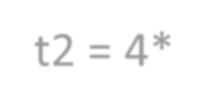 t2 = 4*